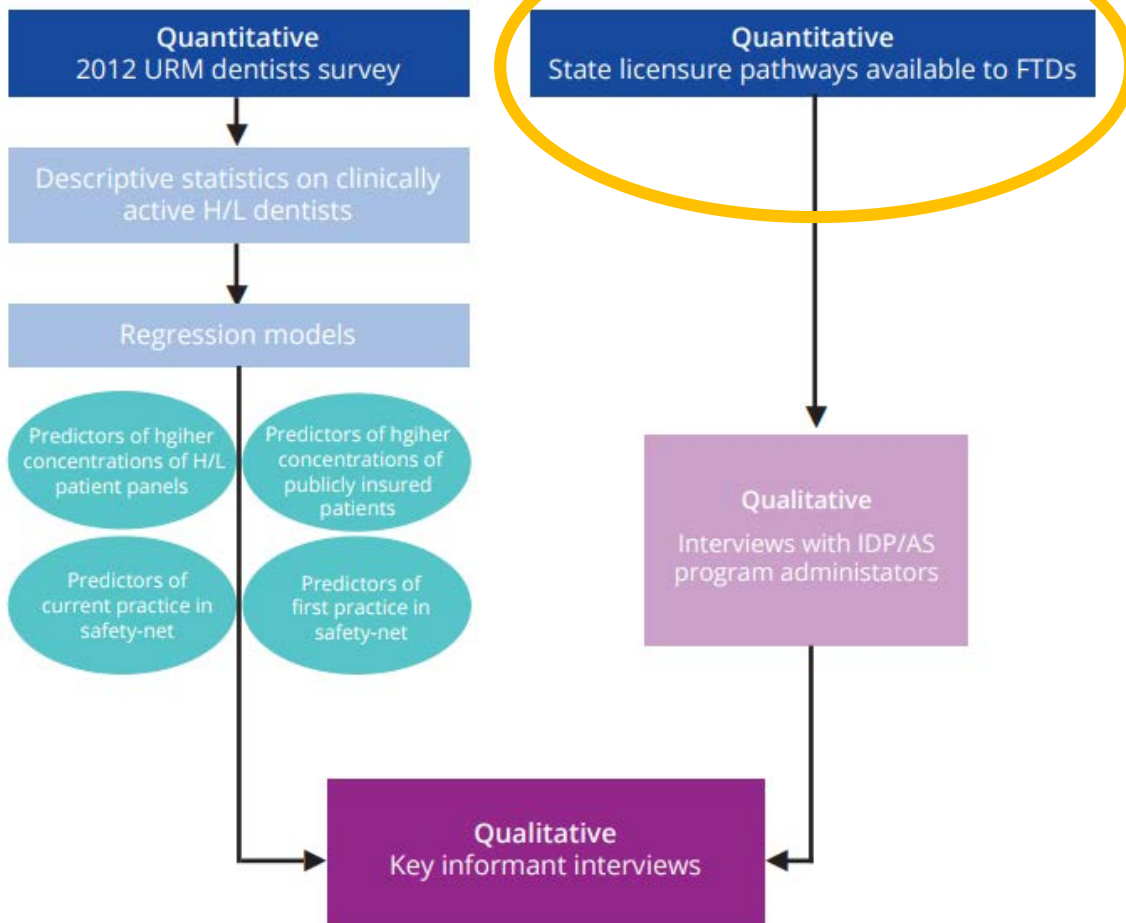 Quantitative
2012 URM dentists survey
Quantitative
State licensure pathways available to FTDs
Descriptive statistics on clinically
active H/L dentists
Regression models
Predictors of hgiher
concentrations of H/L
patient panels
Predictors of hgiher
concentrations of
publicly insured
patients
Predictors of
current practice in
safety-net
Predictors of
first practice in
safety-net
Qualitative
Interviews with IDP/AS
program administators
Qualitative
Key informant interviews